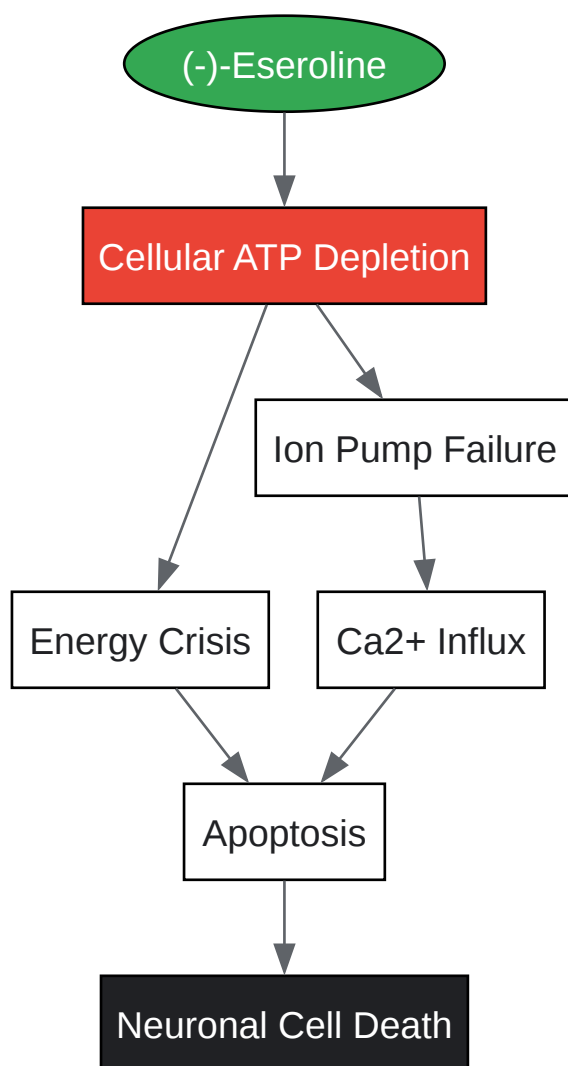 (-)-Eseroline
Cellular ATP Depletion
Ion Pump Failure
Energy Crisis
Ca2+ Influx
Apoptosis
Neuronal Cell Death